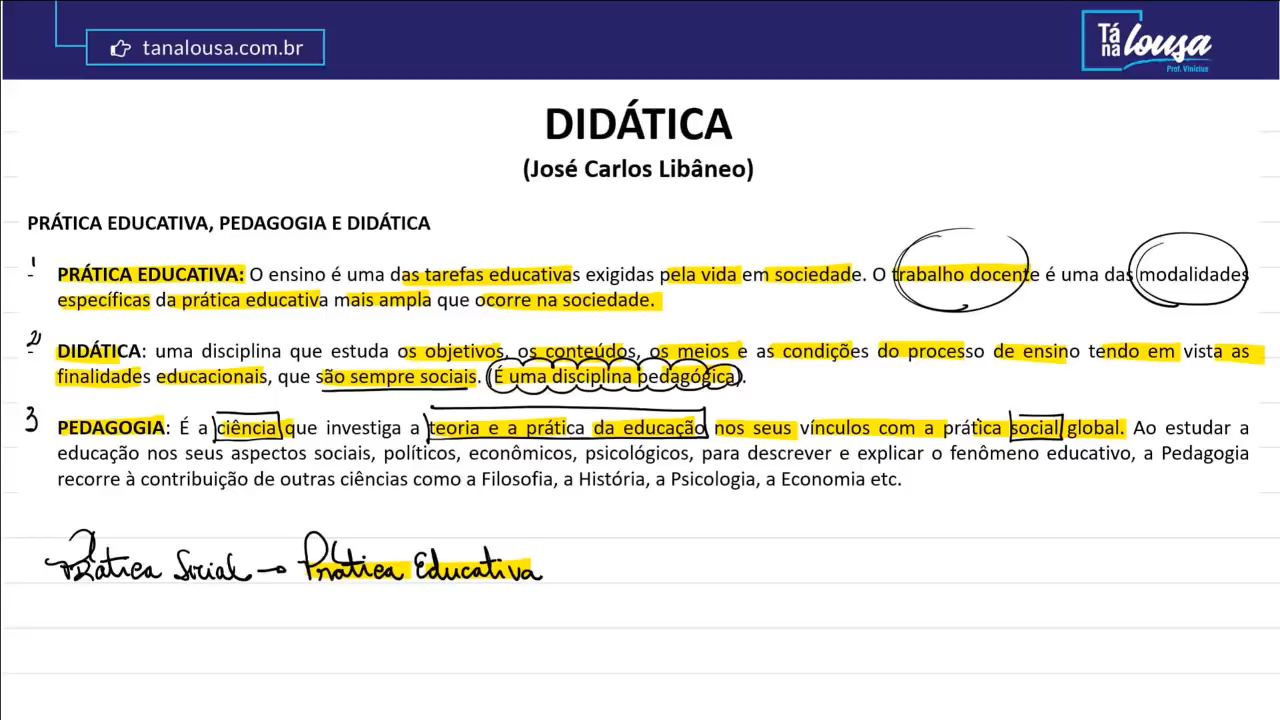 tanalousa.com.br
Tá na lousa
Prof. Vinícius
DIDÁTICA
(José Carlos Libâneo)
PRÁTICA EDUCATIVA, PEDAGOGIA E DIDÁTICA
1
- PRÁTICA EDUCATIVA: O ensino é uma das tarefas educativas exigidas pela vida em sociedade. O trabalho docente é uma das modalidades
específicas da prática educativa mais ampla que ocorre na sociedade.
2
- DIDÁTICA: uma disciplina que estuda os objetivos, os conteúdos, os meios e as condições do processo de ensino tendo em vista as
finalidades educacionais, que são sempre sociais. (É uma disciplina pedagógica).
3 PEDAGOGIA: É a ciência que investiga a teoria e a prática da educação nos seus vínculos com a prática social global. Ao estudar a
educação nos seus aspectos sociais, políticos, econômicos, psicológicos, para descrever e explicar o fenômeno educativo, a Pedagogia
recorre à contribuição de outras ciências como a Filosofia, a História, a Psicologia, a Economia etc.
Prática Social → Prática Educativa